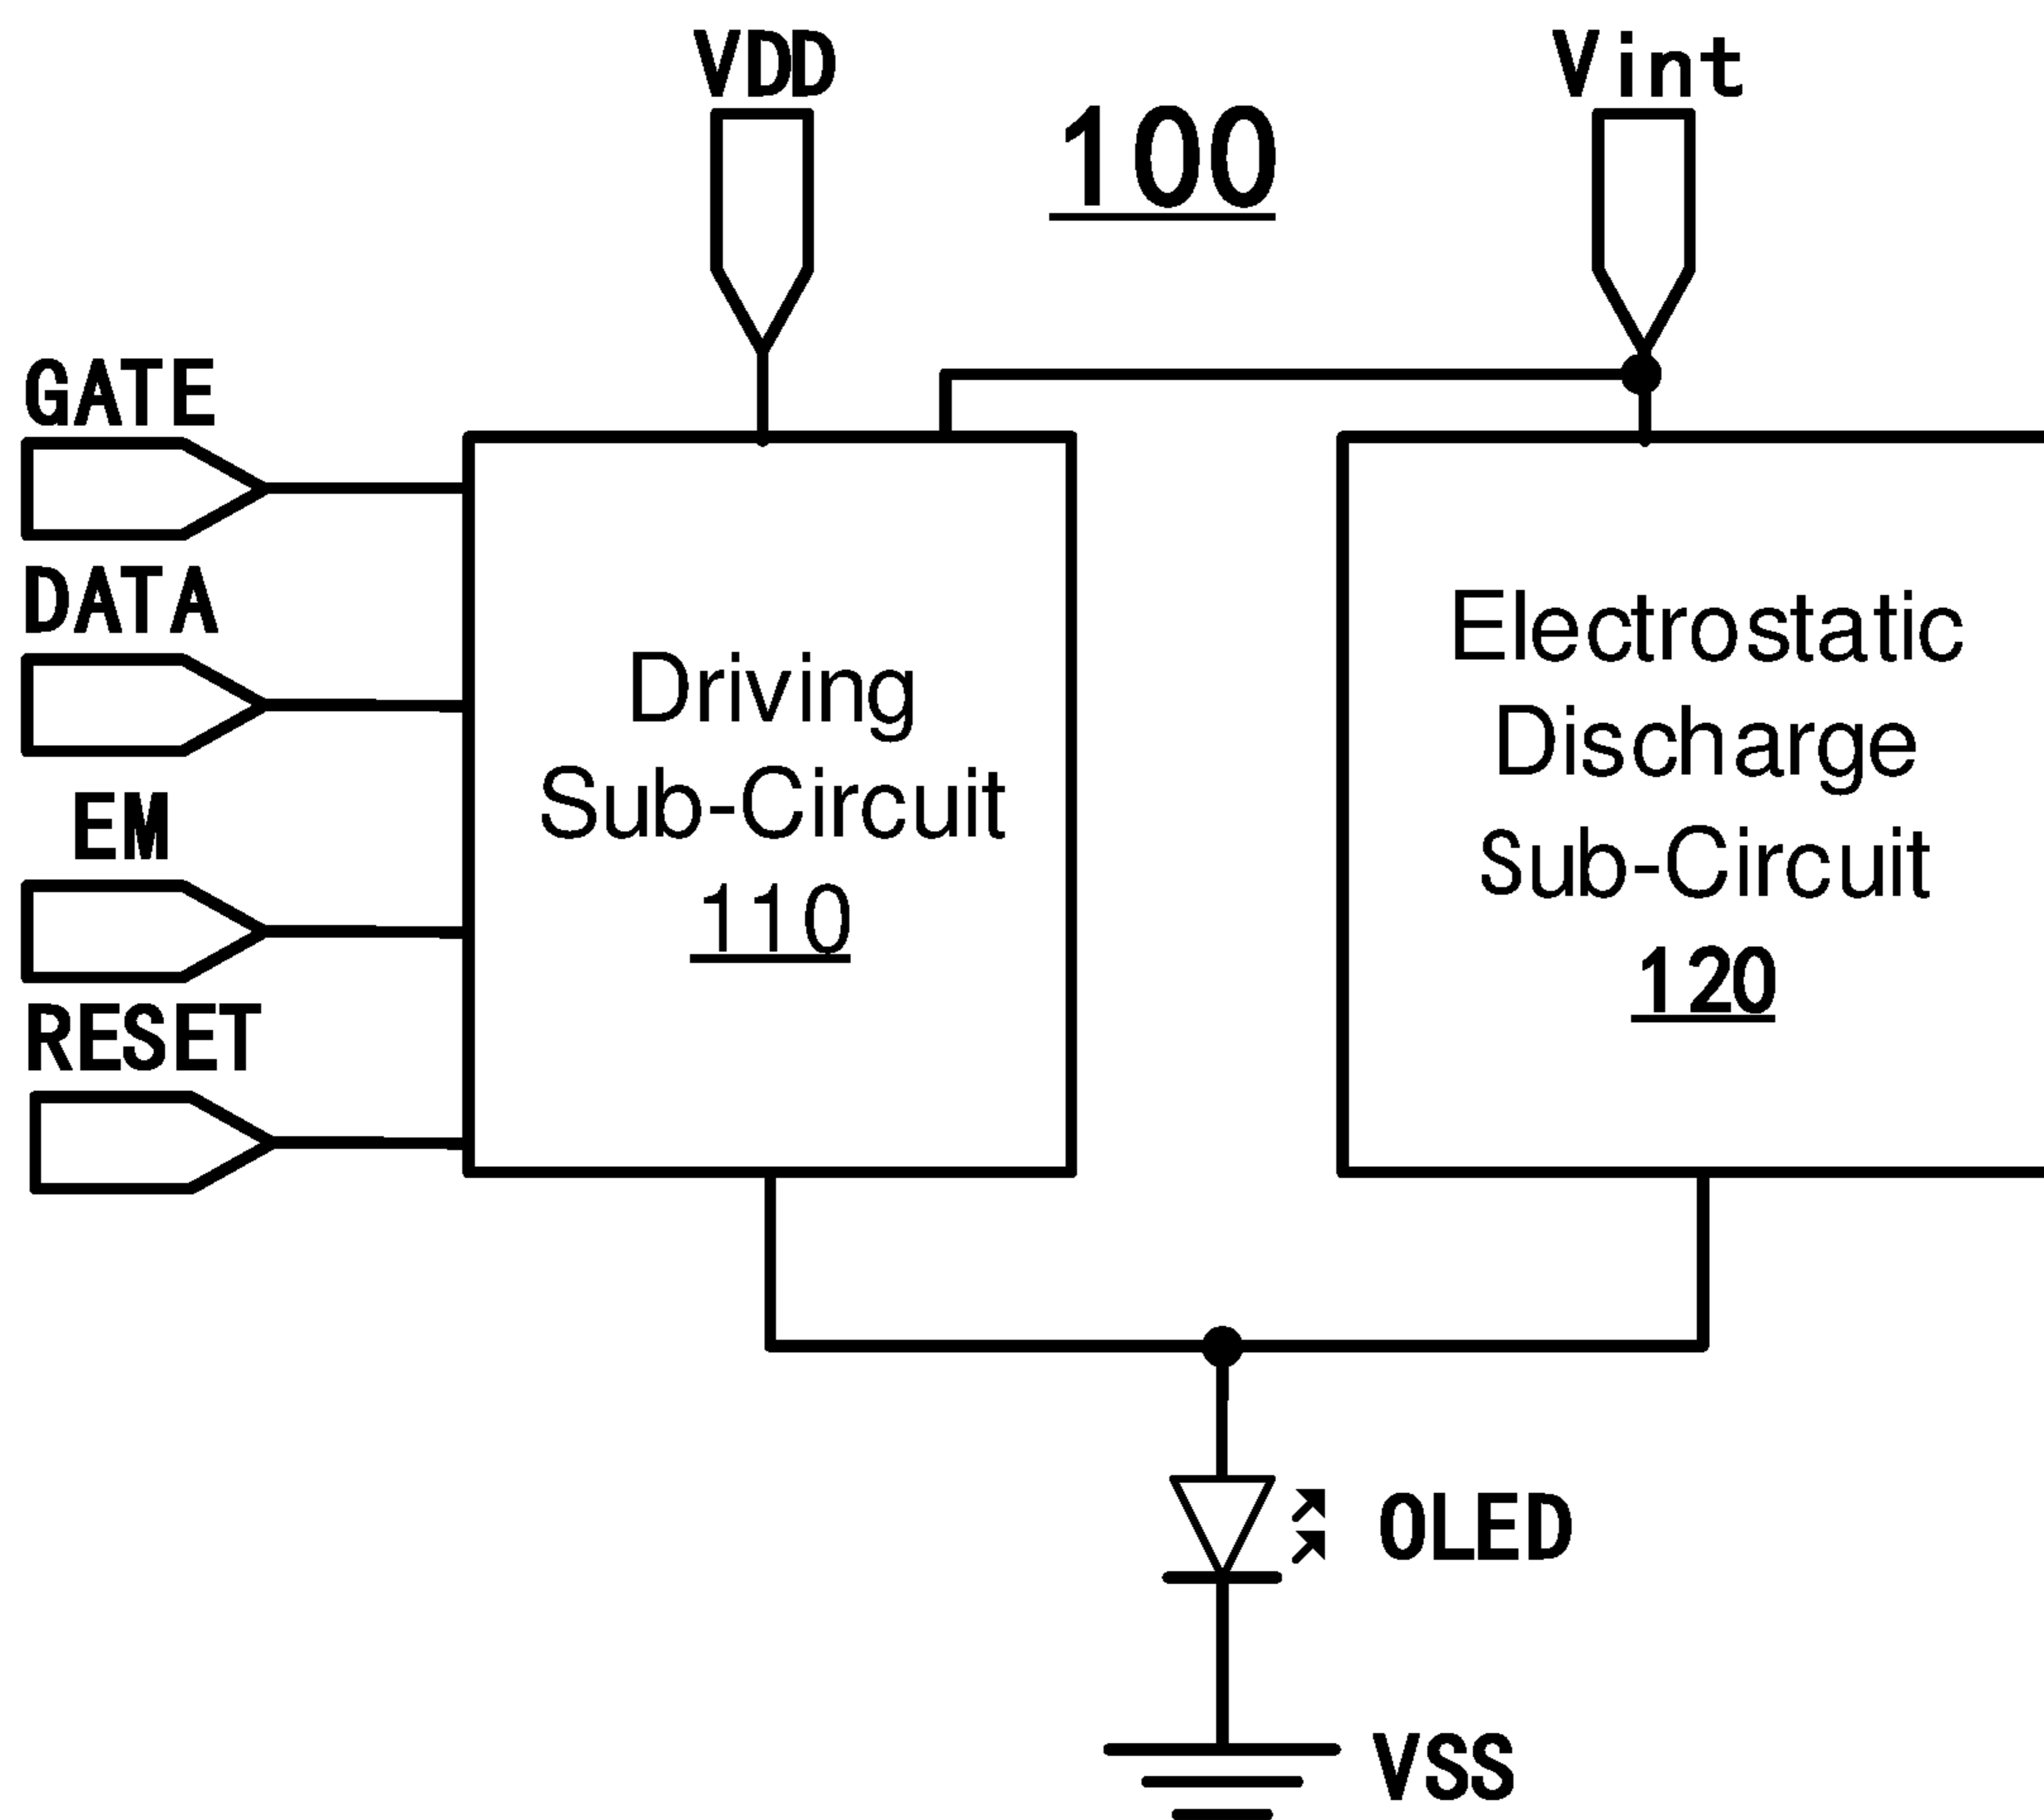 VDD
Vint
100
GATE
DATA
EM
RESET
Driving
Sub-Circuit
110
Electrostatic
Discharge
Sub-Circuit
120
OLED
VSS